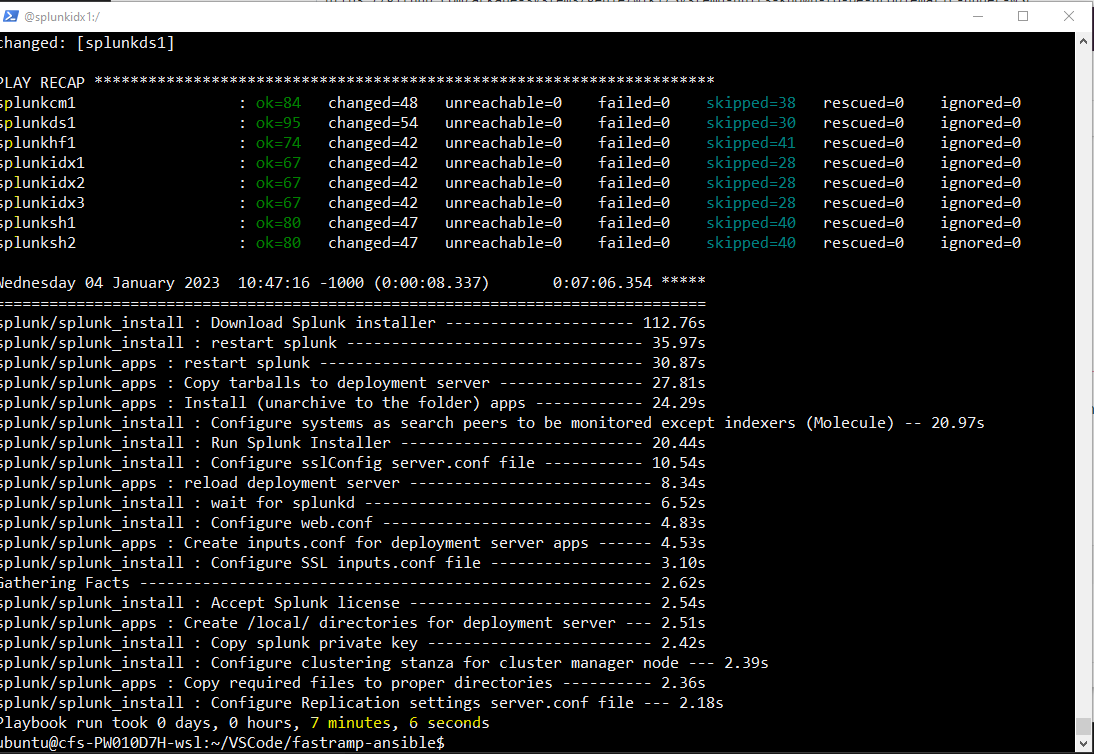 @splunkidx1:/
changed: [splunkds1]
PLAY RECAP *********************************************************************
splunkcm1 : ok=84 changed=48 unreachable=0 failed=0 skipped=38 rescued=0 ignored=0
splunkds1 : ok=95 changed=54 unreachable=0 failed=0 skipped=30 rescued=0 ignored=0
splunkhf1 : ok=74 changed=42 unreachable=0 failed=0 skipped=41 rescued=0 ignored=0
splunkidx1 : ok=67 changed=42 unreachable=0 failed=0 skipped=28 rescued=0 ignored=0
splunkidx2 : ok=67 changed=42 unreachable=0 failed=0 skipped=28 rescued=0 ignored=0
splunkidx3 : ok=67 changed=42 unreachable=0 failed=0 skipped=28 rescued=0 ignored=0
splunksh1 : ok=80 changed=47 unreachable=0 failed=0 skipped=40 rescued=0 ignored=0
splunksh2 : ok=80 changed=47 unreachable=0 failed=0 skipped=40 rescued=0 ignored=0
Wednesday 04 January 2023 10:47:16 -1000 (0:00:08.337) 0:07:06.354 *****
===============================================================================
splunk/splunk_install : Download Splunk installer --------------------- 112.76s
splunk/splunk_install : restart splunk --------------------------------- 35.97s
splunk/splunk_apps : restart splunk ------------------------------------ 30.87s
splunk/splunk_apps : Copy tarballs to deployment server ---------------- 27.81s
splunk/splunk_apps : Install (unarchive to the folder) apps ------------ 24.29s
splunk/splunk_install : Configure systems as search peers to be monitored except indexers (Molecule) -- 20.97s
splunk/splunk_install : Run Splunk Installer --------------------------- 20.44s
splunk/splunk_install : Configure sslConfig server.conf file ----------- 10.54s
splunk/splunk_apps : reload deployment server --------------------------- 8.34s
splunk/splunk_install : wait for splunkd -------------------------------- 6.52s
splunk/splunk_install : Configure web.conf ------------------------------ 4.83s
splunk/splunk_apps : Create inputs.conf for deployment server apps ------ 4.53s
splunk/splunk_install : Configure SSL inputs.conf file ------------------ 3.10s
Gathering Facts --------------------------------------------------------- 2.62s
splunk/splunk_install : Accept Splunk license --------------------------- 2.54s
splunk/splunk_apps : Create /local/ directories for deployment server --- 2.51s
splunk/splunk_install : Copy splunk private key ------------------------- 2.42s
splunk/splunk_install : Configure clustering stanza for cluster manager node --- 2.39s
splunk/splunk_apps : Copy required files to proper directories ---------- 2.36s
splunk/splunk_install : Configure Replication settings server.conf file --- 2.18s
Playbook run took 0 days, 0 hours, 7 minutes, 6 seconds
ubuntu@cfs-PW010D7H-wsl:~/VSCode/fastramp-ansible$